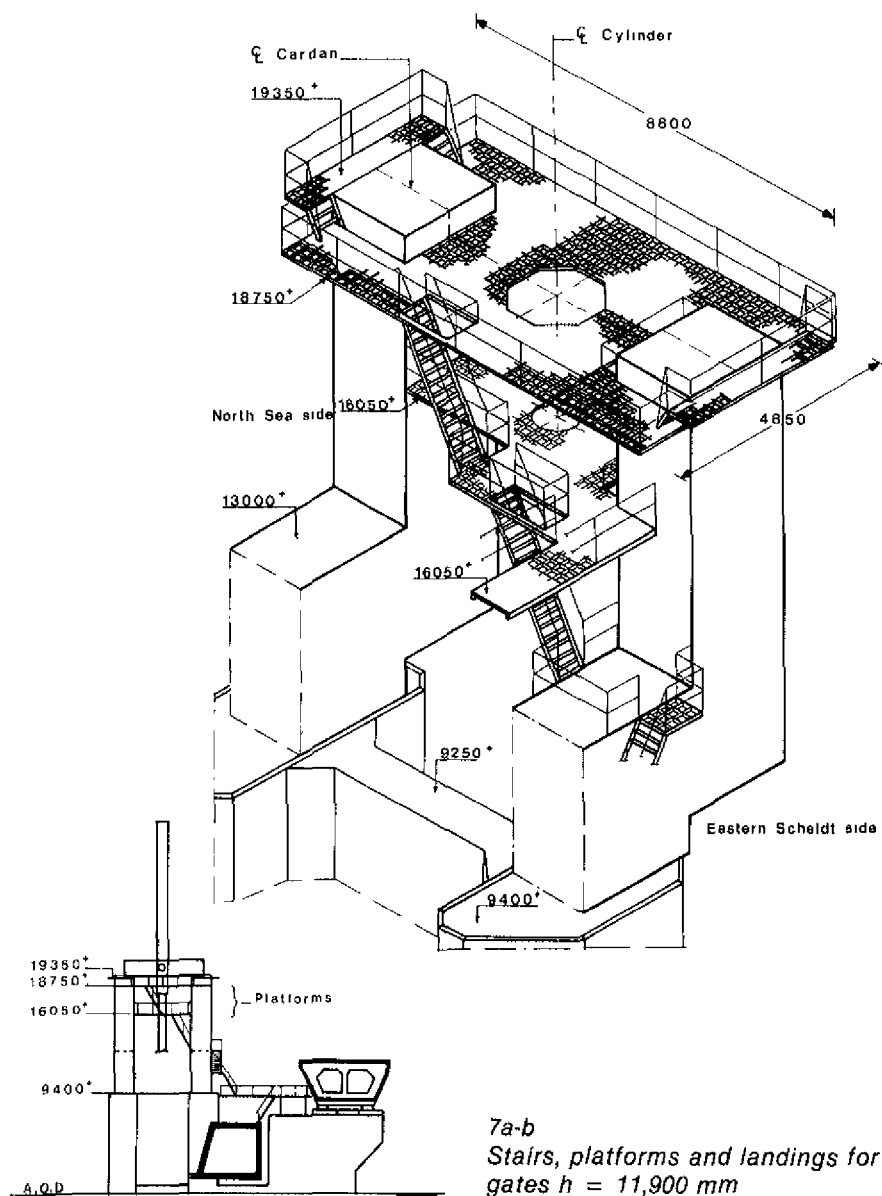 ℄ Cylinder
℄ Cardan
19350⁺
8800
18750⁺
North Sea side
16050⁺
4850
13000⁺
16050⁺
9250⁺
Eastern Scheldt side
9400⁺
19350⁺
18750⁺
16050⁺
Platforms
9400⁺
A.O.D
7a-b
Stairs, platforms and landings for
gates h = 11,900 mm